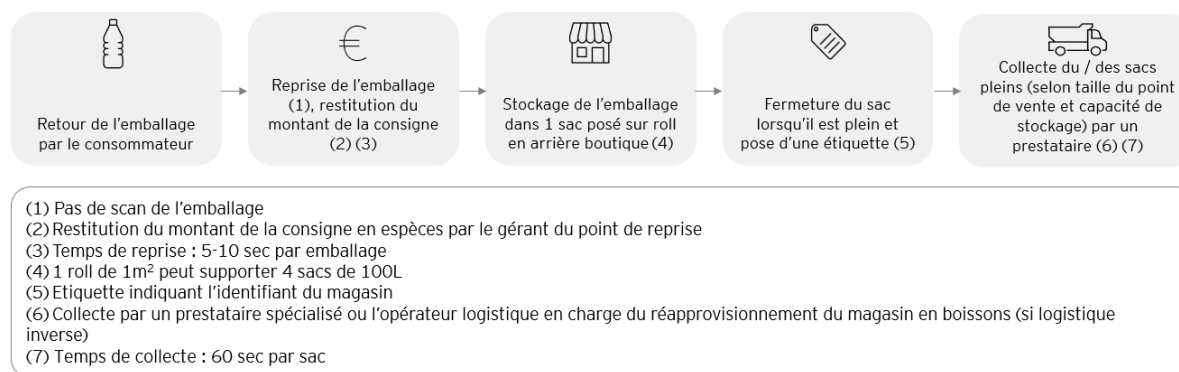 Retour de l'emballage
par le consommateur
Reprise de l'emballage
(1), restitution du
montant de la consigne
(2) (3)
Stockage de l'emballage
dans 1 sac posé sur roll
en arrière boutique (4)
Fermeture du sac
lorsqu'il est plein et
pose d'une étiquette (5)
Collecte du / des sacs
pleins (selon taille du point
de vente et capacité de
stockage) par un
prestataire (6) (7)
(1) Pas de scan de l'emballage
(2) Restitution du montant de la consigne en espèces par le gérant du point de reprise
(3) Temps de reprise : 5-10 sec par emballage
(4) 1 roll de 1m² peut supporter 4 sacs de 100L
(5) Etiquette indiquant l'identifiant du magasin
(6) Collecte par un prestataire spécialisé ou l'opérateur logistique en charge du réapprovisionnement du magasin en boissons (si logistique
inverse)
(7) Temps de collecte : 60 sec par sac